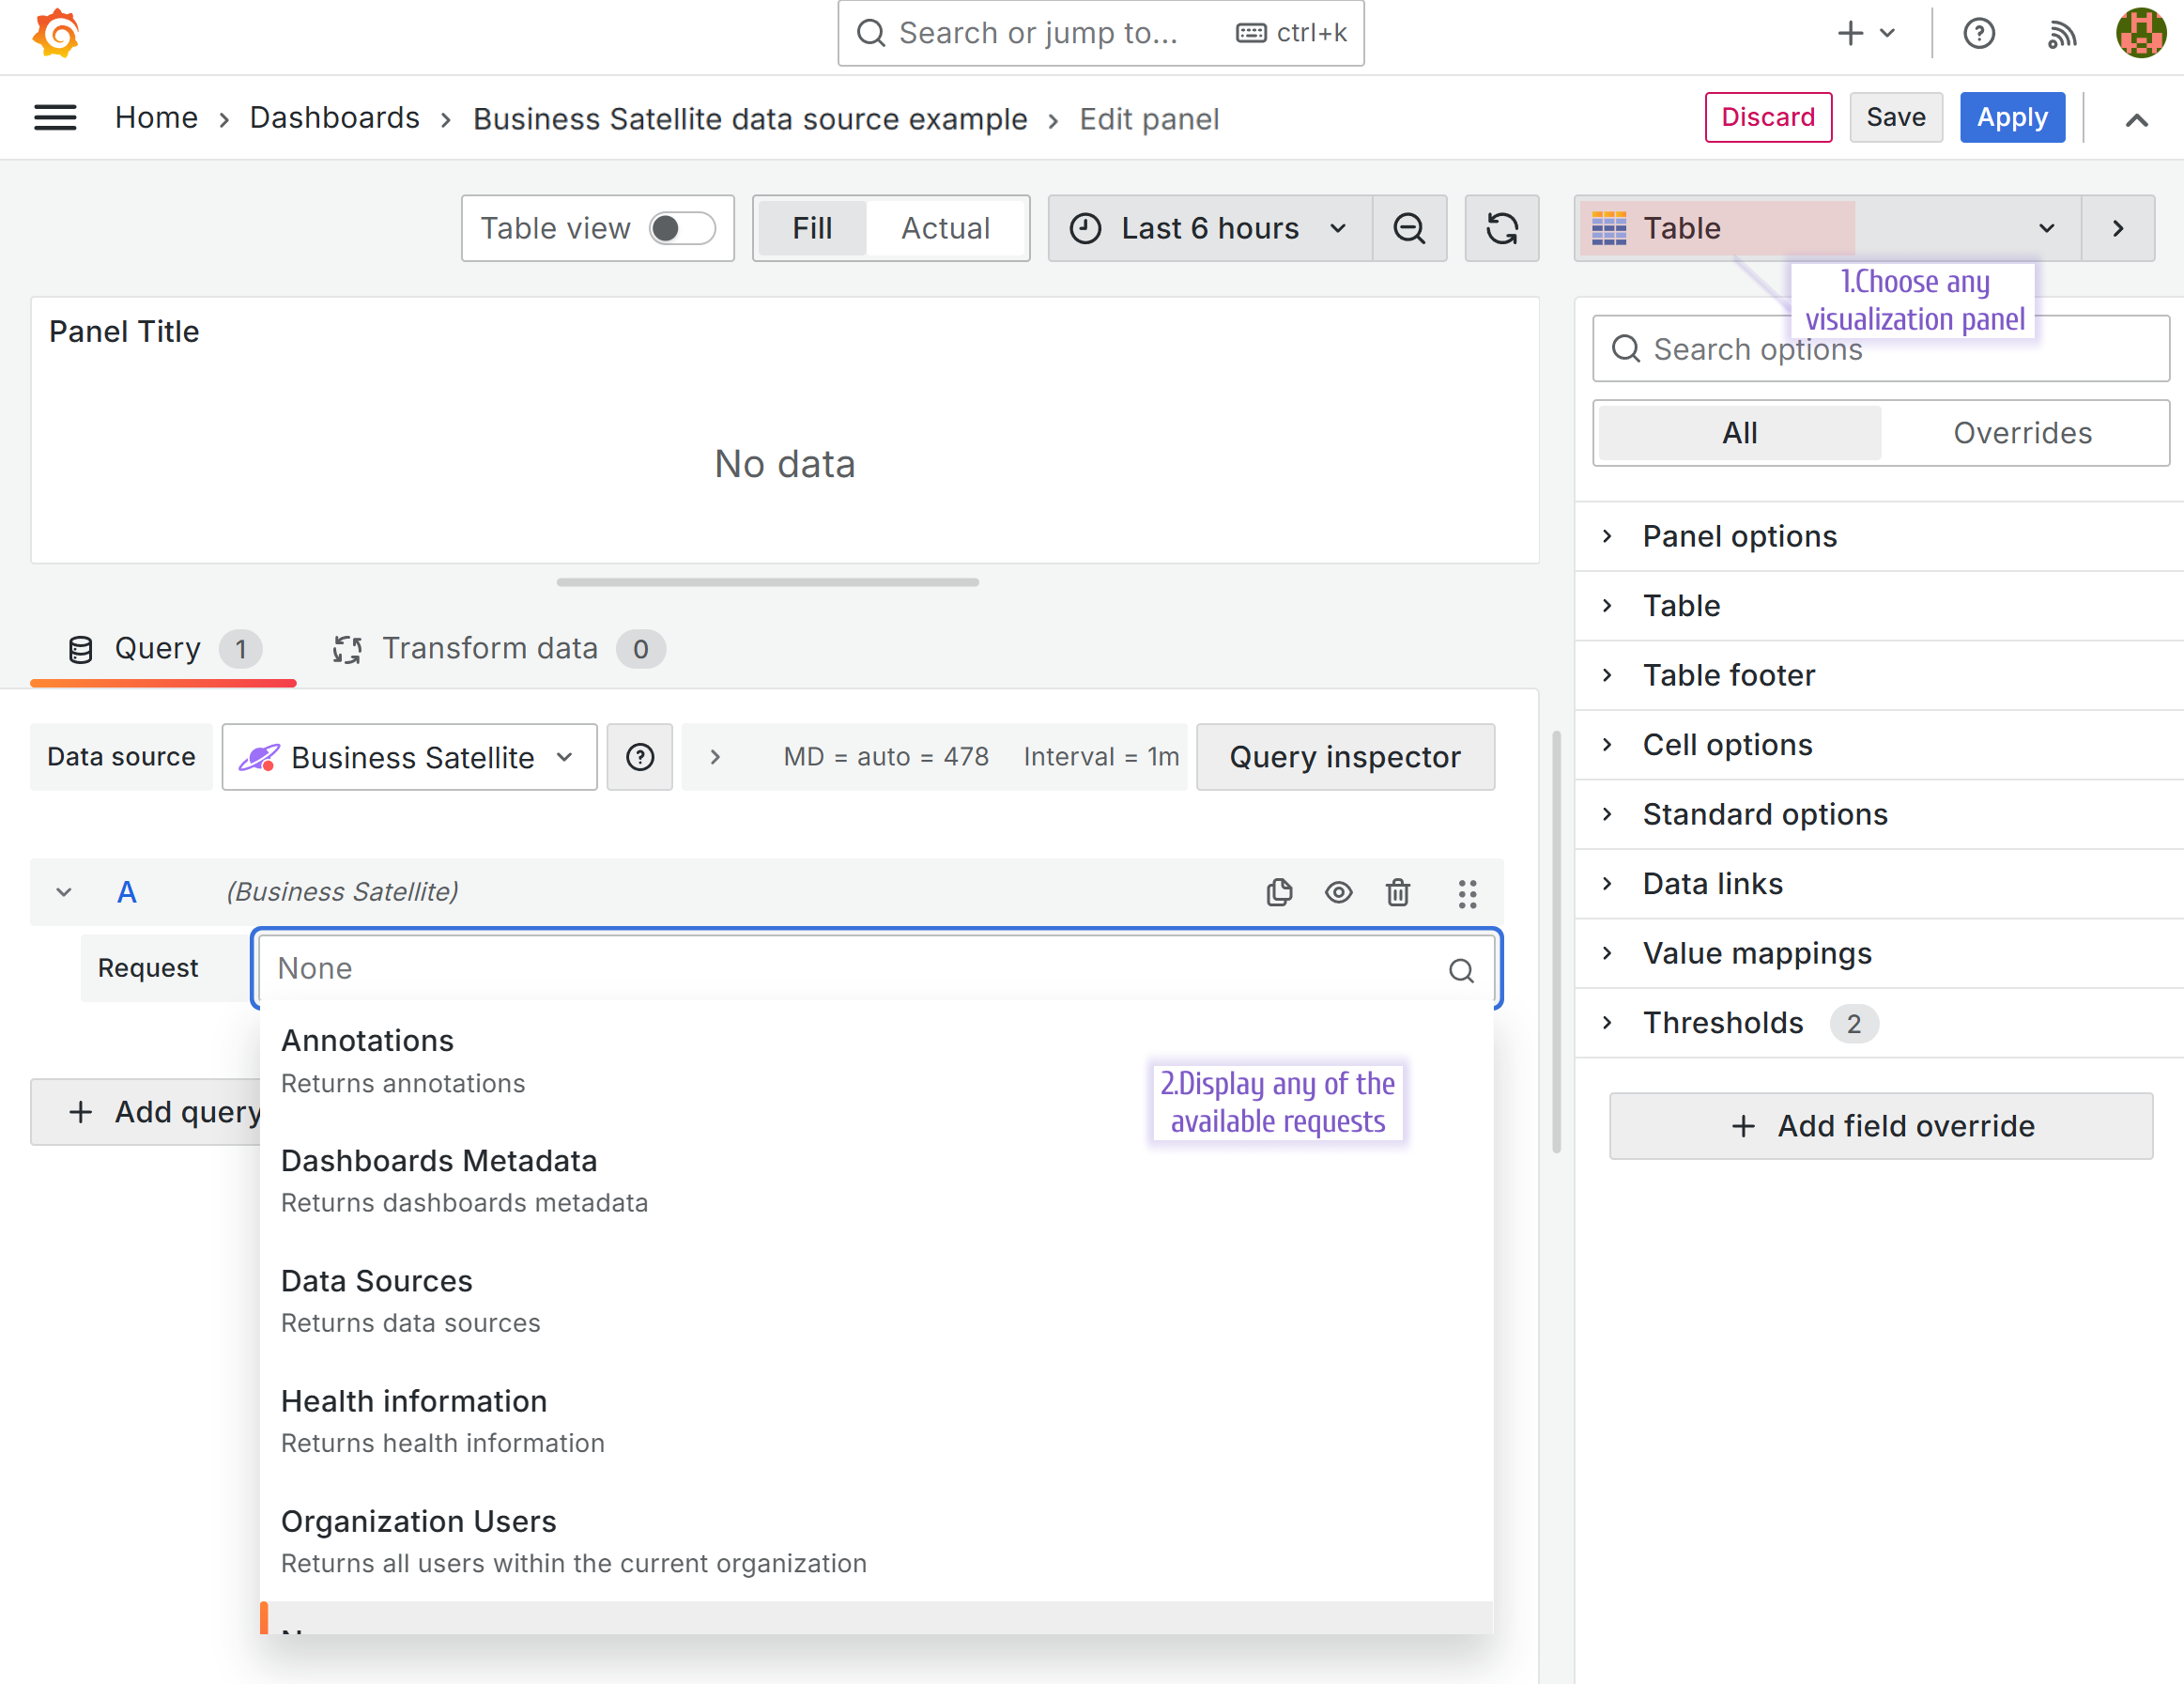 Search or jump to...
ctrl+k
Home › Dashboards › Business Satellite data source example › Edit panel
Discard
Save
Apply
Table view
Fill
Actual
Last 6 hours
Table
1.Choose any
visualization panel
Panel Title
No data
Search options
All
Overrides
Panel options
Table
Table footer
Cell options
Standard options
Data links
Value mappings
Thresholds 2
Add field override
Query 1
Transform data 0
Data source
Business Satellite
MD = auto = 478
Interval = 1m
Query inspector
A
(Business Satellite)
Request
None
Add query
Annotations
Returns annotations
2.Display any of the
available requests
Dashboards Metadata
Returns dashboards metadata
Data Sources
Returns data sources
Health information
Returns health information
Organization Users
Returns all users within the current organization